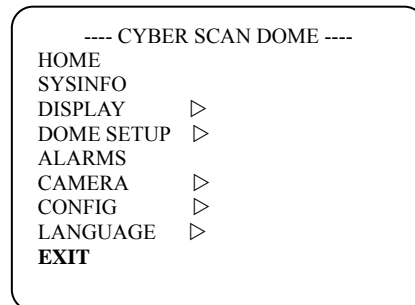 ---- CYBER SCAN DOME ----
HOME
SYSINFO
DISPLAY ▷
DOME SETUP ▷
ALARMS
CAMERA ▷
CONFIG ▷
LANGUAGE ▷
EXIT